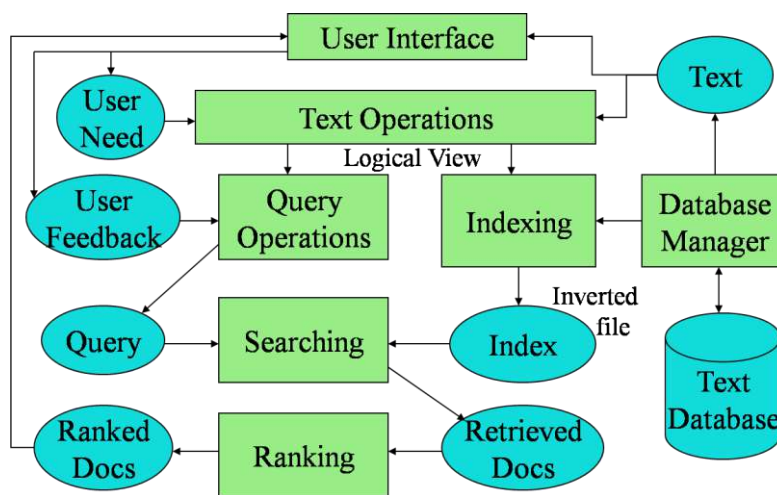 User Interface
Text
User
Need
Text Operations
Logical View
User
Feedback
Query
Operations
Indexing
Database
Manager
Inverted
file
Query
Searching
Index
Text
Database
Ranked
Docs
Ranking
Retrieved
Docs